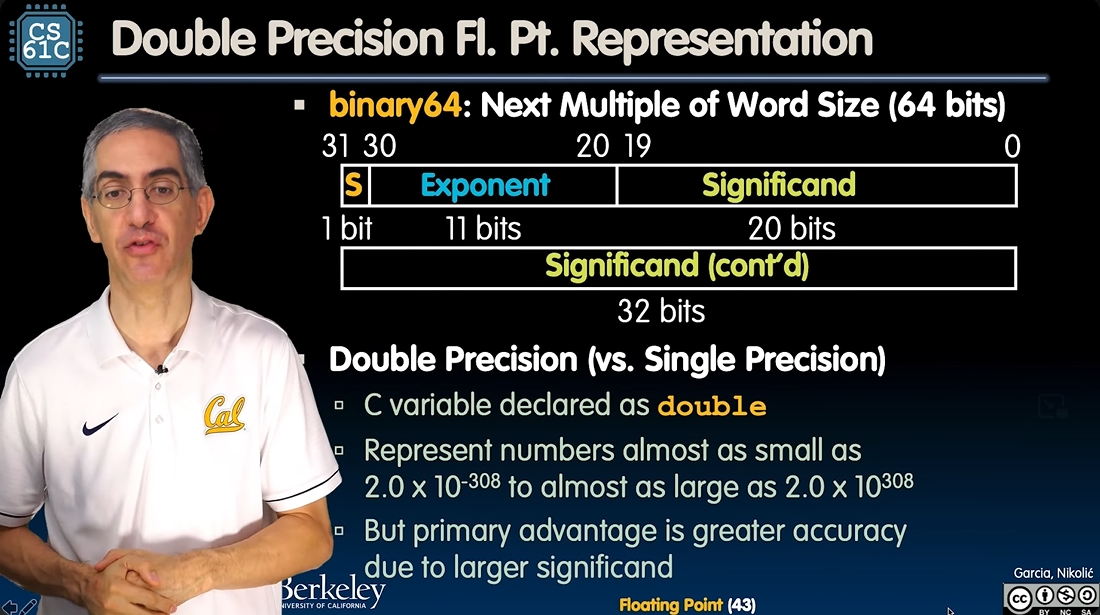 CS
61C
Double Precision Fl. Pt. Representation
binary64: Next Multiple of Word Size (64 bits)
31 30 20 19 0
S Exponent Significand
1 bit 11 bits 20 bits
Significand (cont'd)
32 bits
Double Precision (vs. Single Precision)
C variable declared as double
Represent numbers almost as small as
2.0 x 10⁻³⁰⁸ to almost as large as 2.0 x 10³⁰⁸
But primary advantage is greater accuracy
due to larger significand
Cal
Berkeley
UNIVERSITY OF CALIFORNIA
Floating Point (43)
Garcia, Nikolić
cc
BY NC SA